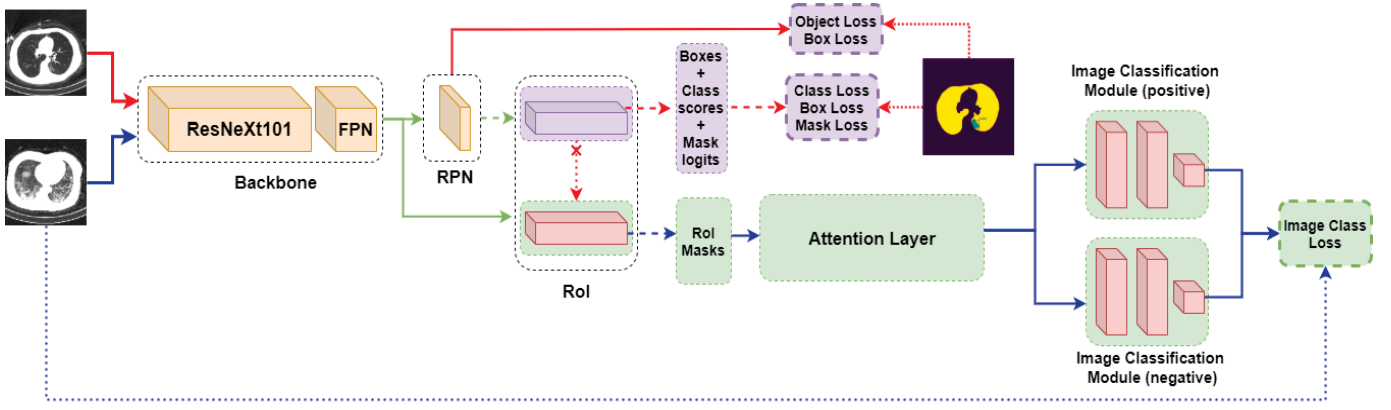 ResNeXt101
FPN
Backbone
RPN
RoI
Boxes
+
Class
scores
+
Mask
logits
Object Loss
Box Loss
Class Loss
Box Loss
Mask Loss
RoI
Masks
Attention Layer
Image Classification
Module (positive)
Image Classification
Module (negative)
Image Class
Loss